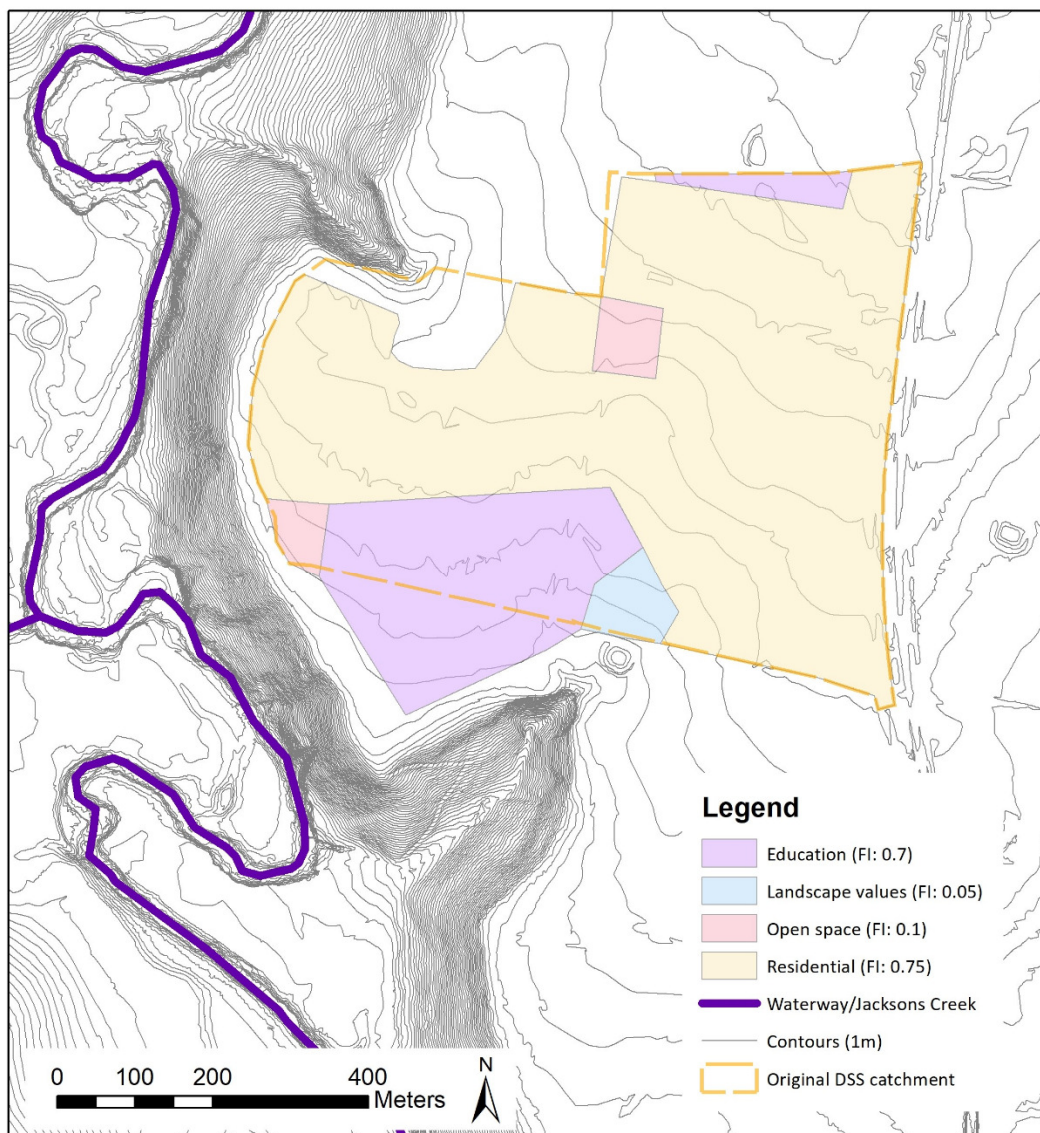 Legend
Education (FI: 0.7)
Landscape values (FI: 0.05)
Open space (FI: 0.1)
Residential (FI: 0.75)
Waterway/Jacksons Creek
Contours (1m)
Original DSS catchment
0 100 200 400
Meters
N